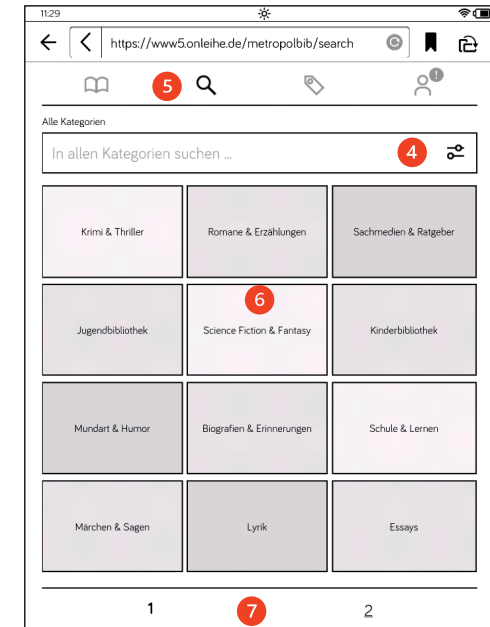 11:29
https://www5.onleihe.de/metropolbib/search
5
!
Alle Kategorien
In allen Kategorien suchen ...
4
Krimi & Thriller
Romane & Erzählungen
Sachmedien & Ratgeber
6
Jugendbibliothek
Science Fiction & Fantasy
Kinderbibliothek
Mundart & Humor
Biografien & Erinnerungen
Schule & Lernen
Märchen & Sagen
Lyrik
Essays
1
7
2